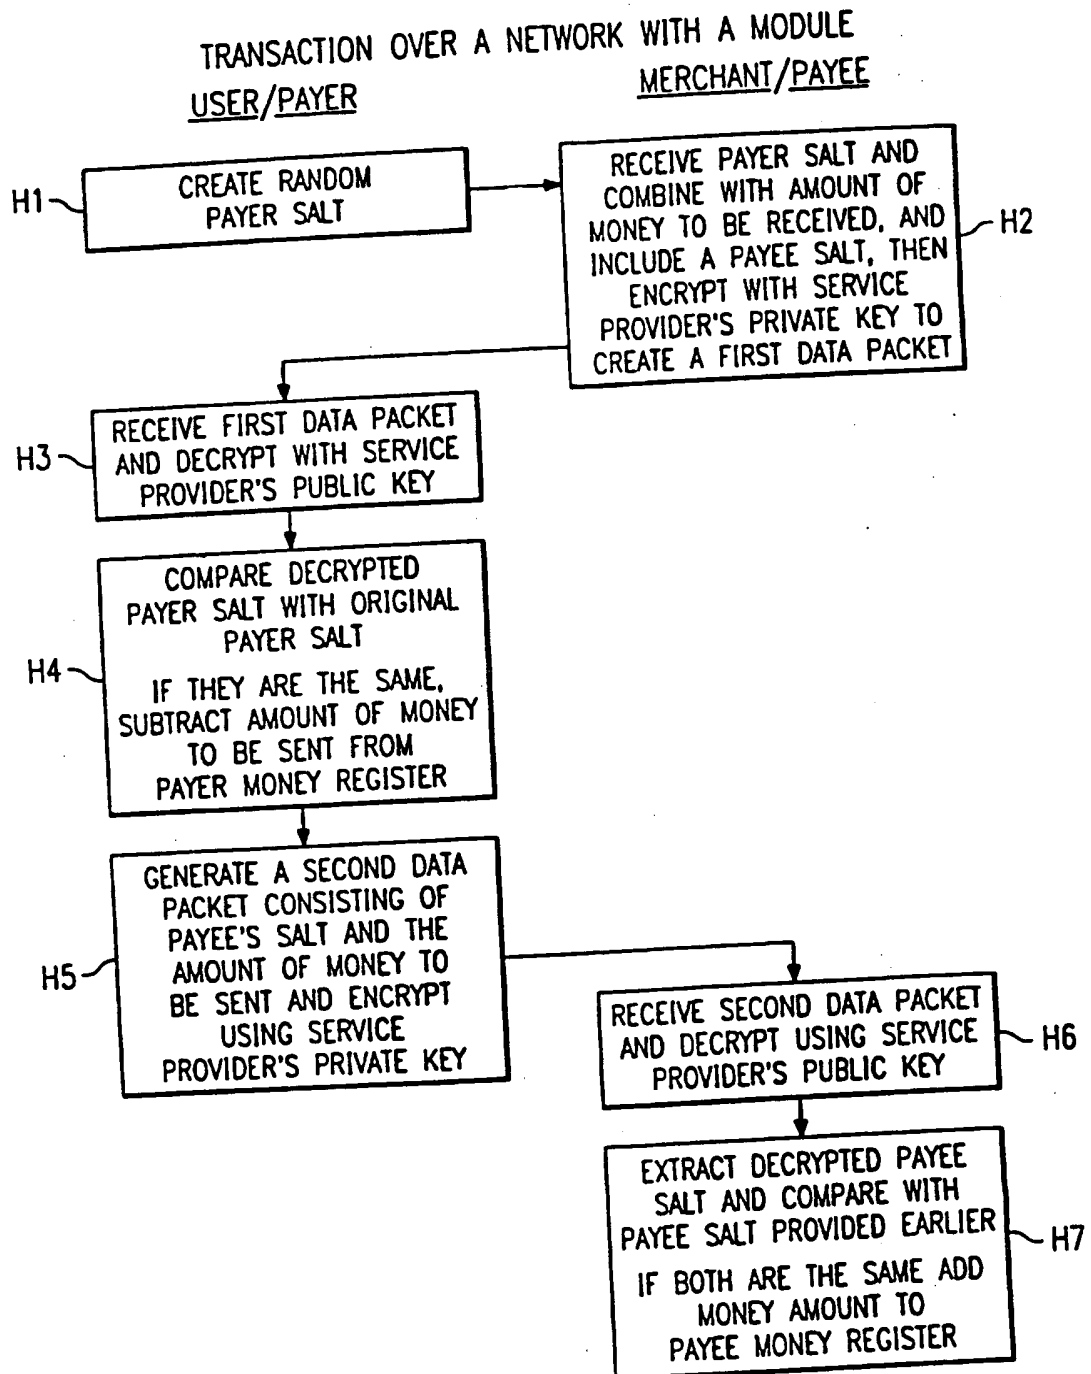 TRANSACTION OVER A NETWORK WITH A MODULE
USER/PAYER
MERCHANT/PAYEE
H1
CREATE RANDOM
PAYER SALT
RECEIVE PAYER SALT AND
COMBINE WITH AMOUNT OF
MONEY TO BE RECEIVED, AND
INCLUDE A PAYEE SALT, THEN
ENCRYPT WITH SERVICE
PROVIDER'S PRIVATE KEY TO
CREATE A FIRST DATA PACKET
H2
H3
RECEIVE FIRST DATA PACKET
AND DECRYPT WITH SERVICE
PROVIDER'S PUBLIC KEY
H4
COMPARE DECRYPTED
PAYER SALT WITH ORIGINAL
PAYER SALT
IF THEY ARE THE SAME,
SUBTRACT AMOUNT OF MONEY
TO BE SENT FROM
PAYER MONEY REGISTER
H5
GENERATE A SECOND DATA
PACKET CONSISTING OF
PAYEE'S SALT AND THE
AMOUNT OF MONEY TO
BE SENT AND ENCRYPT
USING SERVICE
PROVIDER'S PRIVATE KEY
RECEIVE SECOND DATA PACKET
AND DECRYPT USING SERVICE
PROVIDER'S PUBLIC KEY
H6
EXTRACT DECRYPTED PAYEE
SALT AND COMPARE WITH
PAYEE SALT PROVIDED EARLIER
IF BOTH ARE THE SAME ADD
MONEY AMOUNT TO
PAYEE MONEY REGISTER
H7